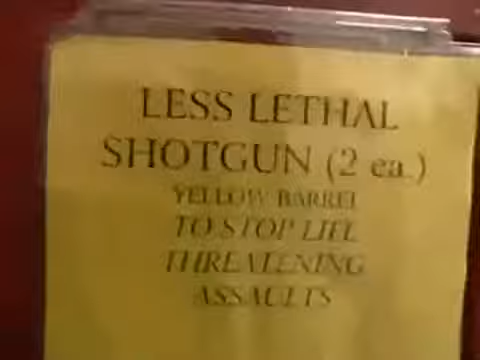 LESS LETHAL
SHOTGUN (2 ea.)
YELLOW BARREL
TO STOP LIFE
THREATENING
ASSAULTS